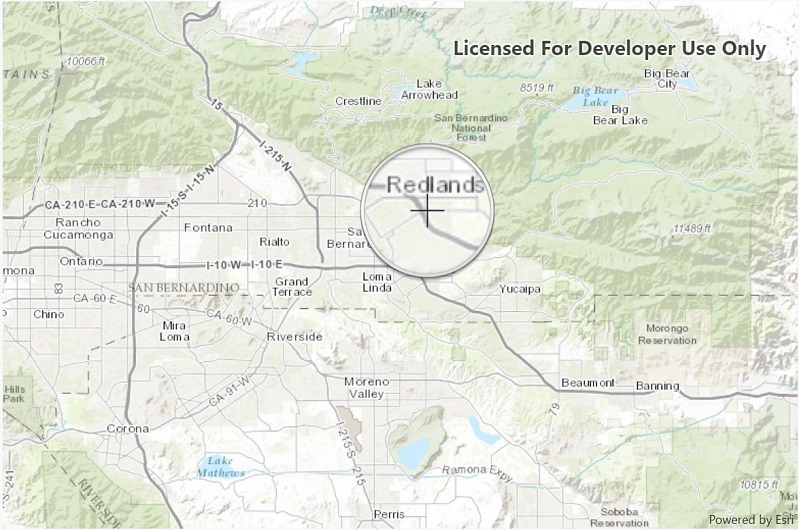 Deep Creek
Licensed For Developer Use Only
10066 ft
TAINS
Lake
Arrowhead
Crestline
8519 ft
Big Bear
City
Big Bear
Lake
Big
Bear Lake
San Bernardino
National
Forest
15
I-215-N
I-15-S-I-15-N
Redlands
CA-210-E-CA-210-W
210
Rancho
Cucamonga
Fontana
Rialto
Sa
Bernard
11489 ft
Ontario
mona
I-10-W
I-10-E
Loma
Linda
Grand
Terrace
Yucaipa
83
SAN BERNARDINO
CA-60 E
60
CA-60 W
Chino
Mira
Loma
Riverside
Morongo
Reservation
Hills
Park
CA-91-W
Moreno
Valley
Beaumont
Banning
79
Corona
I-215-S
215
Lake
Mathews
Ramona Expy
S-241
RIVERSIDE
10815 ft
Perris
Soboba
Reservation
Powered by Esri